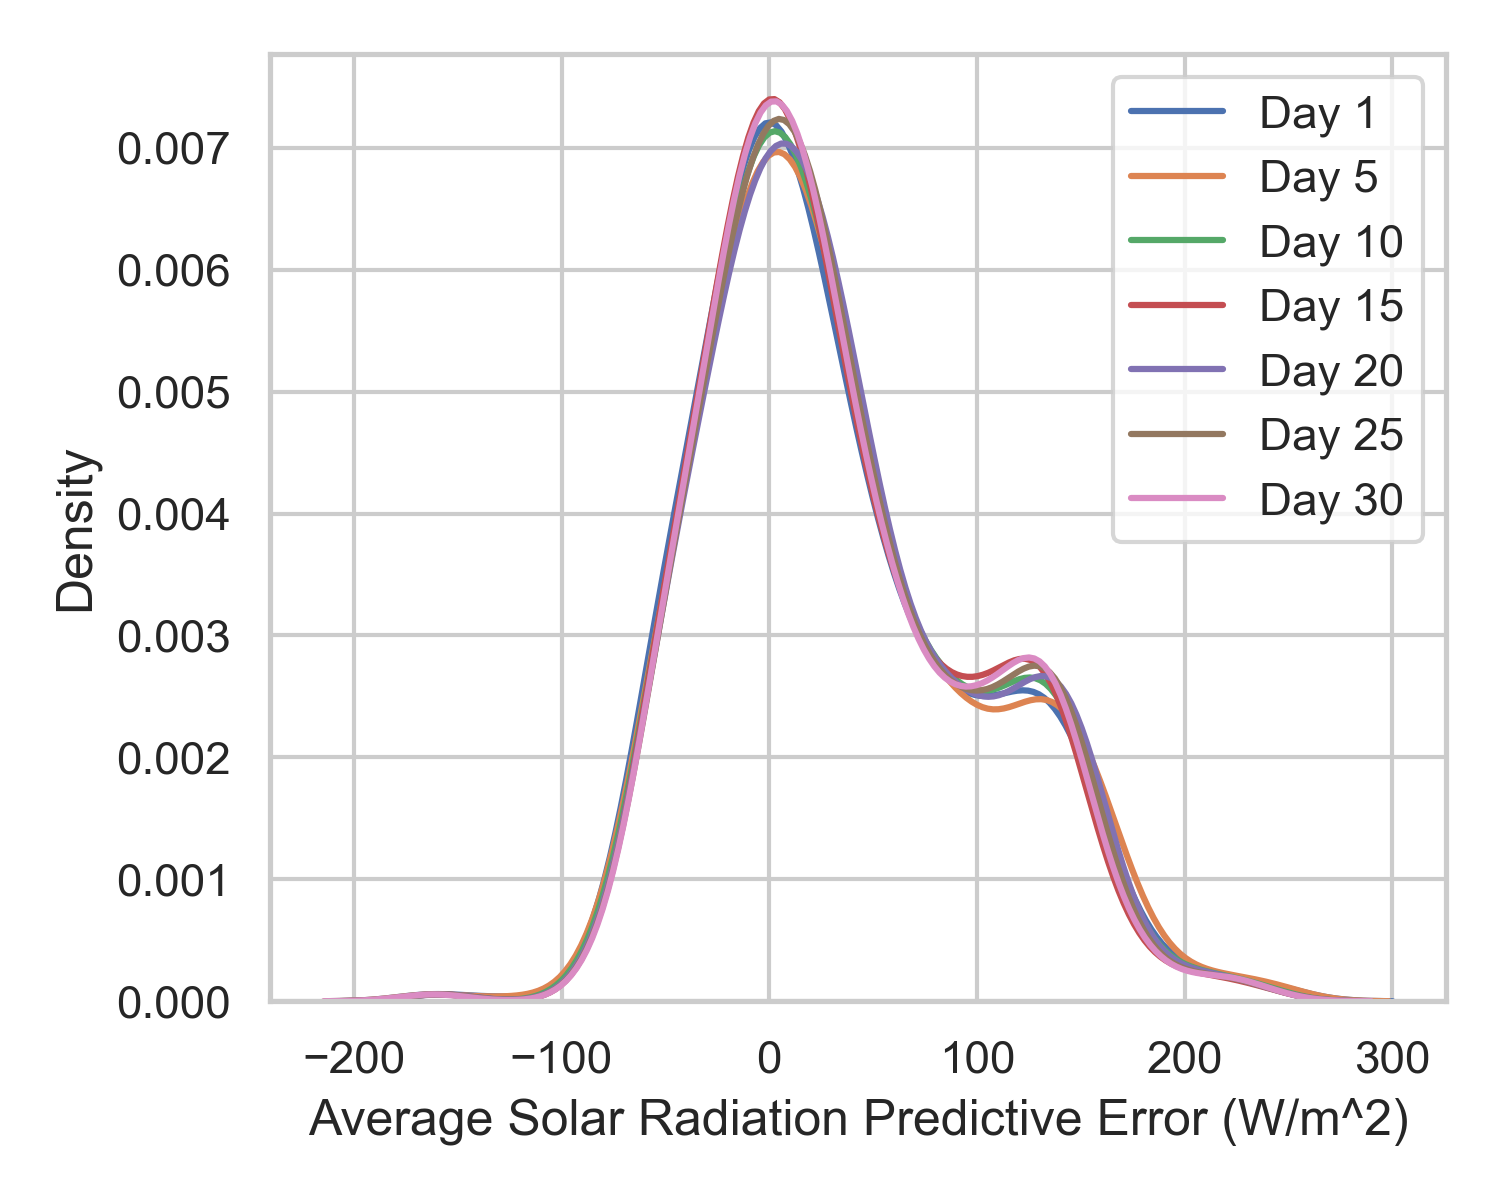 Day 1
Day 5
Day 10
Day 15
Day 20
Day 25
Day 30
0.007
0.006
0.005
0.004
0.003
0.002
0.001
0.000
Density
−200 −100 0 100 200 300
Average Solar Radiation Predictive Error (W/m^2)